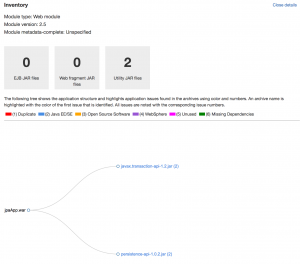 Inventory
Close details
Module type: Web module
Module version: 2.5
Module metadata-complete: Unspecified
0
EJB JAR files
0
Web fragment JAR files
2
Utility JAR files
The following tree shows the application structure and highlights application issues found in the archives using color and numbers. An archive name is
highlighted with the color of the first issue that is identified. All issues are noted with the corresponding issue numbers.
(1) Duplicate
(2) Java EE/SE
(3) Open Source Software
(4) WebSphere
(5) Unused
(6) Missing Dependencies
jpaApp.war
javax.transaction-api-1.2.jar (2)
persistence-api-1.0.2.jar (2)